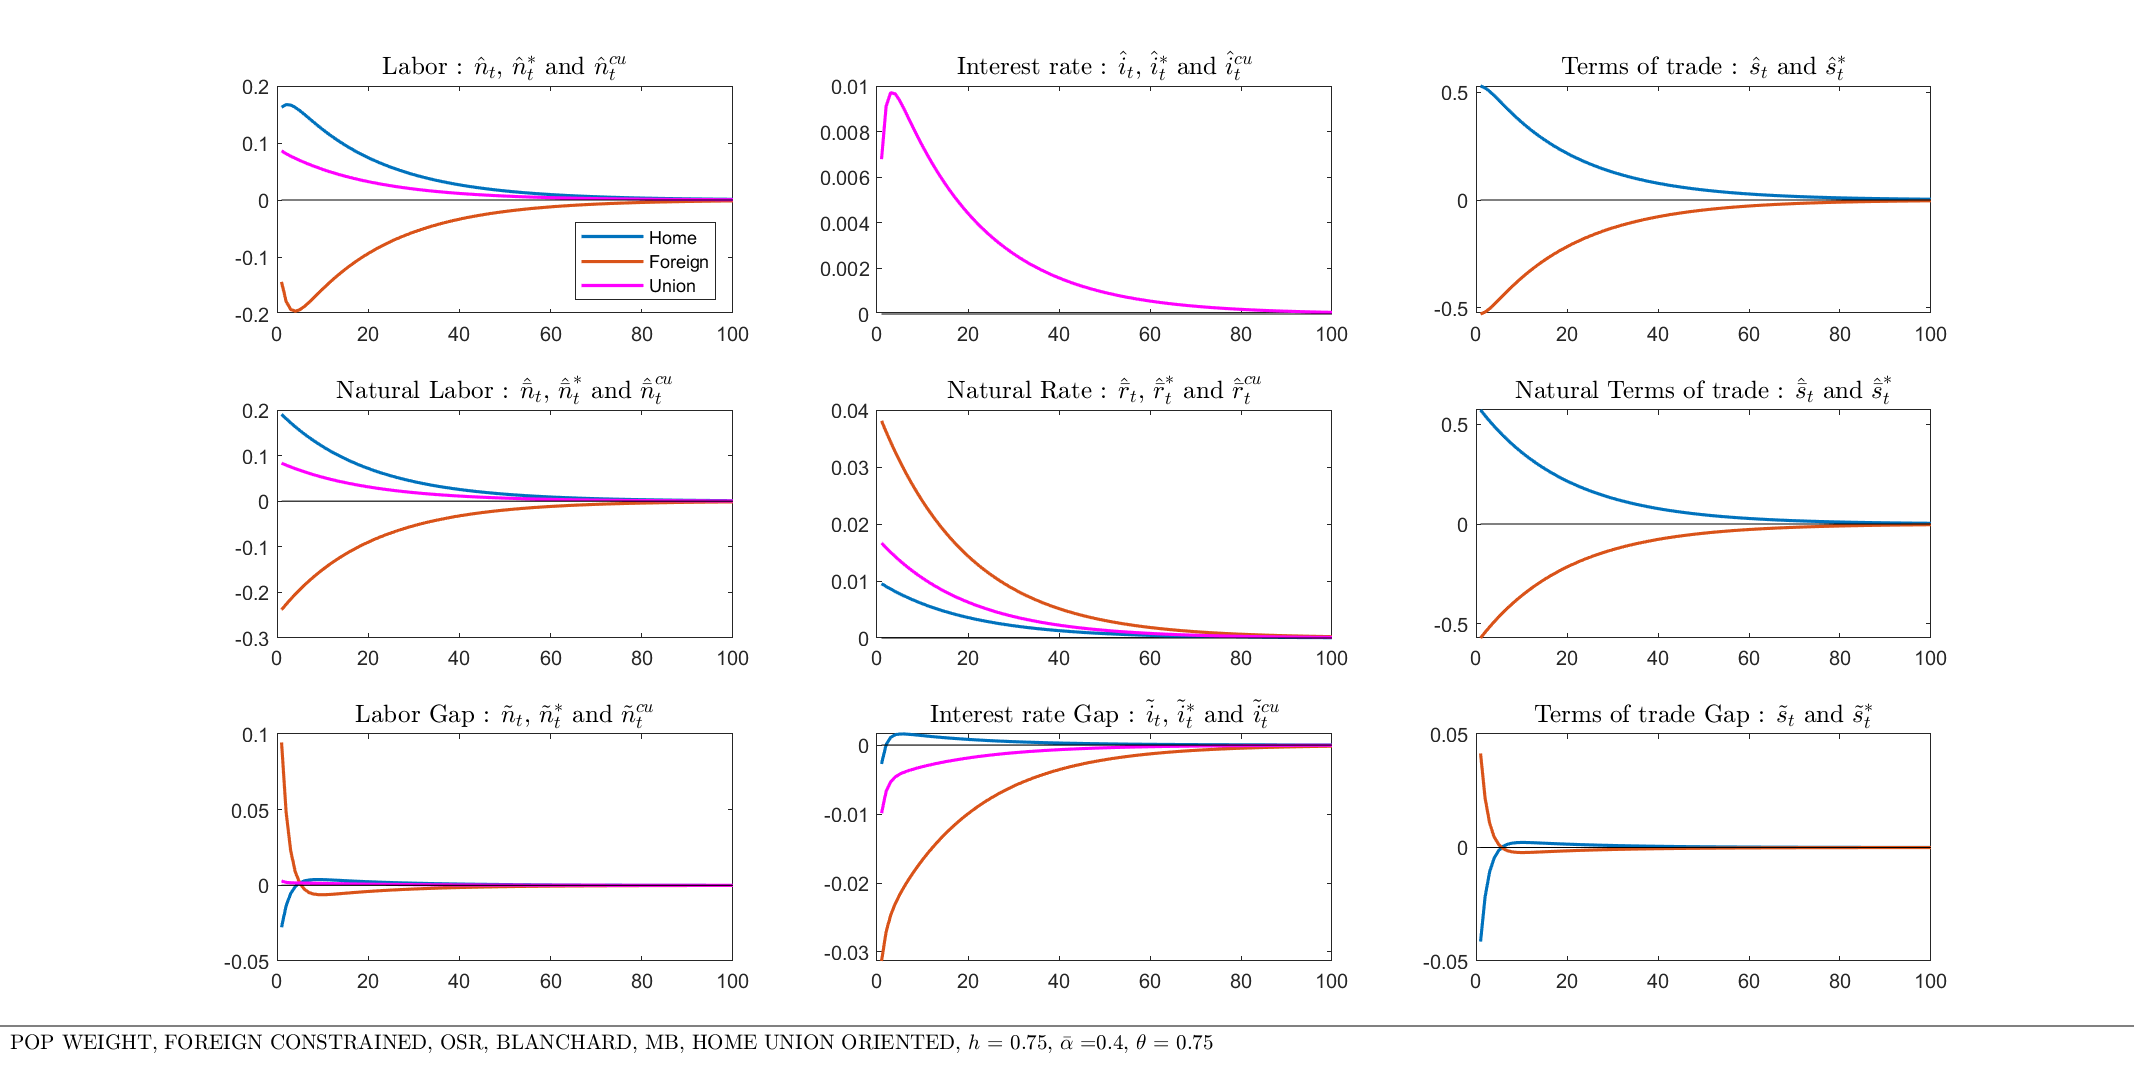 Labor : n̂ₜ, n̂ₜ* and n̂ₜᶜᵘ
0.2
0.1
0
-0.1
-0.2
0 20 40 60 80 100
Home
Foreign
Union
Interest rate : îₜ, îₜ* and îₜᶜᵘ
0.01
0.008
0.006
0.004
0.002
0
0 20 40 60 80 100
Terms of trade : ŝₜ and ŝₜ*
0.5
0
-0.5
0 20 40 60 80 100
Natural Labor : n̄̂ₜ, n̄̂ₜ* and n̄̂ₜᶜᵘ
0.2
0.1
0
-0.1
-0.2
-0.3
0 20 40 60 80 100
Natural Rate : r̄̂ₜ, r̄̂ₜ* and r̄̂ₜᶜᵘ
0.04
0.03
0.02
0.01
0
0 20 40 60 80 100
Natural Terms of trade : s̄̂ₜ and s̄̂ₜ*
0.5
0
-0.5
0 20 40 60 80 100
Labor Gap : ñₜ, ñₜ* and ñₜᶜᵘ
0.1
0.05
0
-0.05
0 20 40 60 80 100
Interest rate Gap : ĩₜ, ĩₜ* and ĩₜᶜᵘ
0
-0.01
-0.02
-0.03
0 20 40 60 80 100
Terms of trade Gap : s̃ₜ and s̃ₜ*
0.05
0
-0.05
0 20 40 60 80 100
POP WEIGHT, FOREIGN CONSTRAINED, OSR, BLANCHARD, MB, HOME UNION ORIENTED, h = 0.75, ᾱ =0.4, θ = 0.75